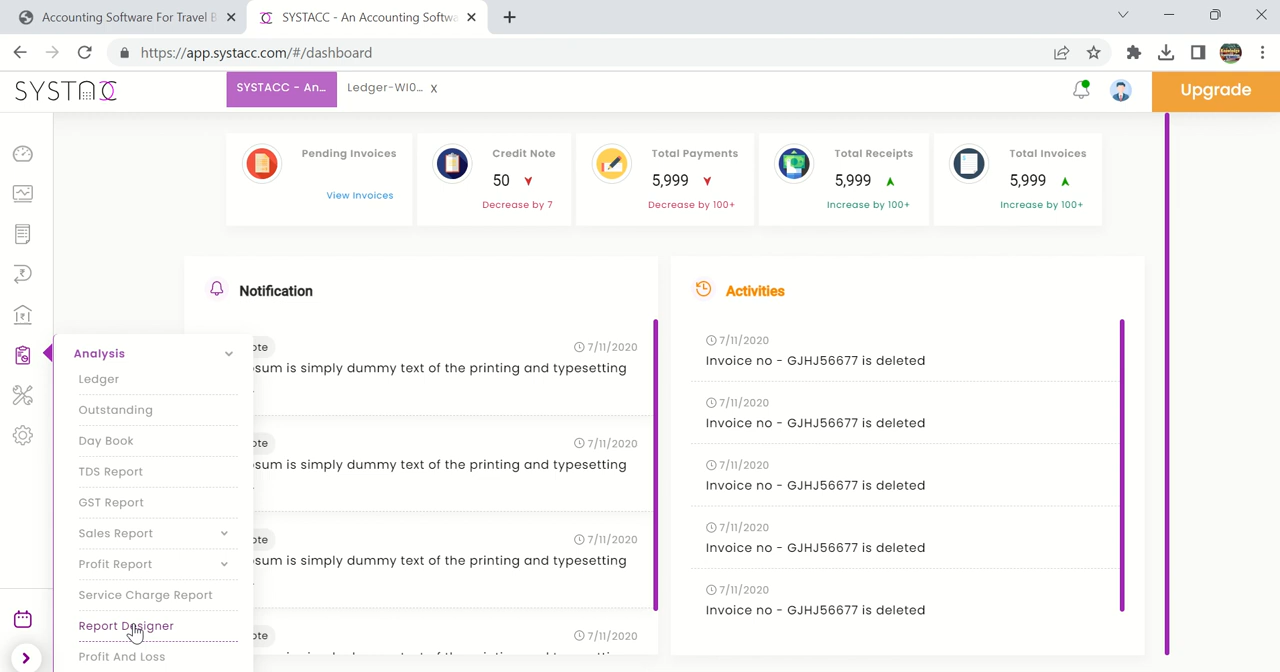 Accounting Software For Travel B
SYSTACC - An Accounting Softwa
https://app.systacc.com/#/dashboard
SYSTACC
SYSTACC - An...
Ledger-WI0... x
Upgrade
Pending Invoices
View Invoices
Credit Note
50
Decrease by 7
Total Payments
5,999
Decrease by 100+
Total Receipts
5,999
Increase by 100+
Total Invoices
5,999
Increase by 100+
Notification
ote
7/11/2020
psum is simply dummy text of the printing and typesetting
ote
7/11/2020
psum is simply dummy text of the printing and typesetting
ote
7/11/2020
psum is simply dummy text of the printing and typesetting
ote
7/11/2020
Activities
7/11/2020
Invoice no - GJHJ56677 is deleted
7/11/2020
Invoice no - GJHJ56677 is deleted
7/11/2020
Invoice no - GJHJ56677 is deleted
7/11/2020
Invoice no - GJHJ56677 is deleted
7/11/2020
Invoice no - GJHJ56677 is deleted
Analysis
Ledger
Outstanding
Day Book
TDS Report
GST Report
Sales Report
Profit Report
Service Charge Report
Report Designer
Profit And Loss